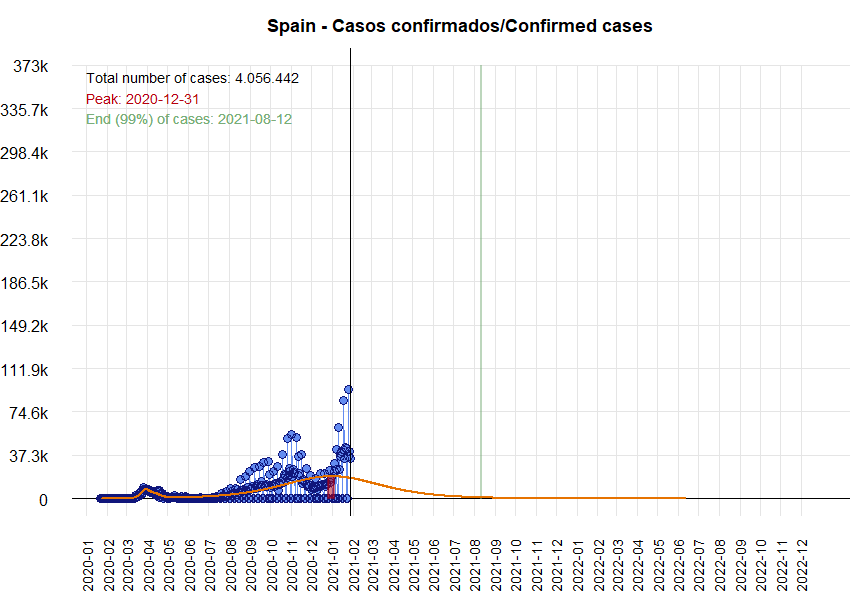 Spain - Casos confirmados/Confirmed cases
373k
335.7k
298.4k
261.1k
223.8k
186.5k
149.2k
111.9k
74.6k
37.3k
0
Total number of cases: 4.056.442
Peak: 2020-12-31
End (99%) of cases: 2021-08-12
2020-01
2020-02
2020-03
2020-04
2020-05
2020-06
2020-07
2020-08
2020-09
2020-10
2020-11
2020-12
2021-01
2021-02
2021-03
2021-04
2021-05
2021-06
2021-07
2021-08
2021-09
2021-10
2021-11
2021-12
2022-02
2022-03
2022-04
2022-05
2022-06
2022-07
2022-08
2022-09
2022-10
2022-11
2022-12